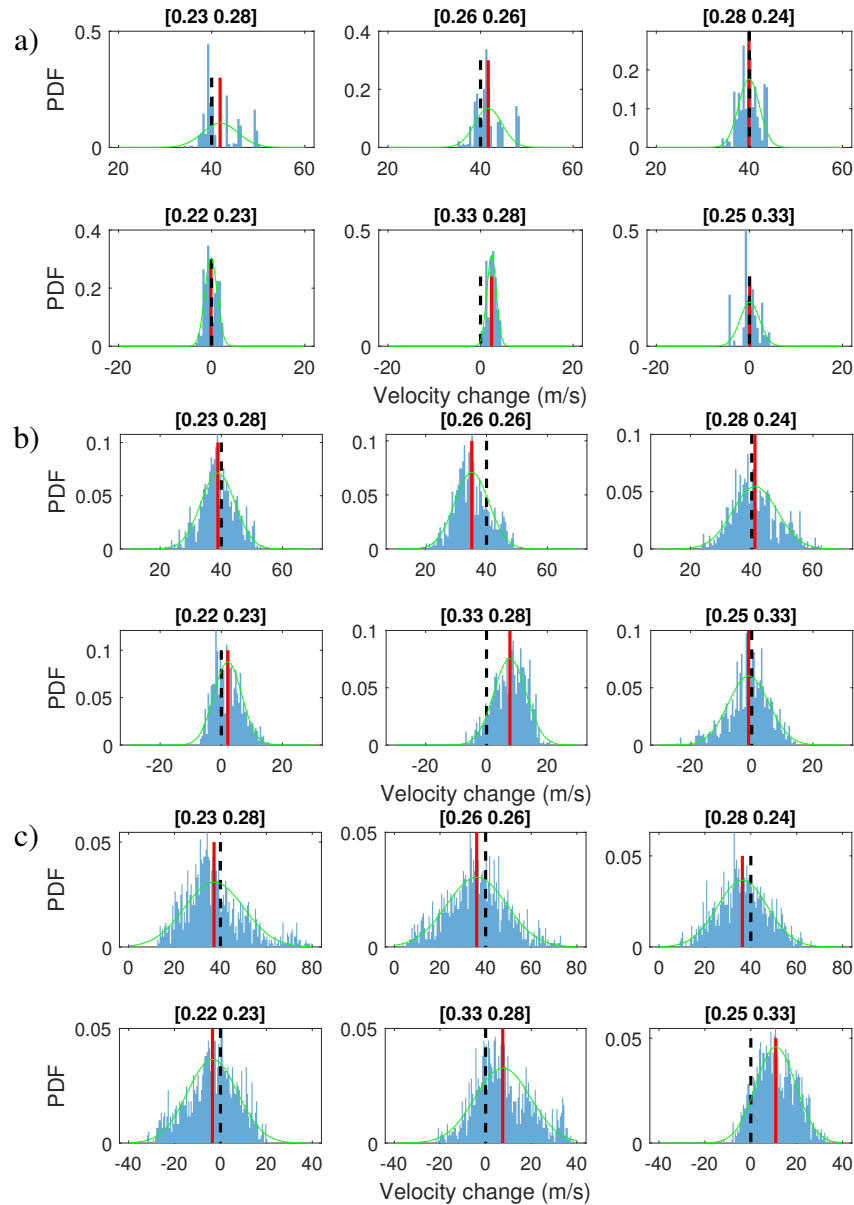 a)
[0.23 0.28] [0.26 0.26] [0.28 0.24]
PDF
0.5 0.4 0.2 0.2 0.1
0 0 0
20 40 60 20 40 60 20 40 60
[0.22 0.23] [0.33 0.28] [0.25 0.33]
PDF
0.4 0.2 0.5 0.5
0 0 0
-20 0 20 -20 0 20 -20 0 20
Velocity change (m/s)
b)
[0.23 0.28] [0.26 0.26] [0.28 0.24]
PDF
0.1 0.1 0.1
0.05 0.05 0.05
0 0 0
20 40 60 20 40 60 20 40 60
[0.22 0.23] [0.33 0.28] [0.25 0.33]
PDF
0.1 0.1 0.1
0.05 0.05 0.05
0 0 0
-20 0 20 -20 0 20 -20 0 20
Velocity change (m/s)
c)
[0.23 0.28] [0.26 0.26] [0.28 0.24]
PDF
0.05 0.05 0.05
0 0 0
0 20 40 60 80 0 20 40 60 80 0 20 40 60 80
[0.22 0.23] [0.33 0.28] [0.25 0.33]
PDF
0.05 0.05 0.05
0 0 0
-40 -20 0 20 40 -40 -20 0 20 40 -40 -20 0 20 40
Velocity change (m/s)